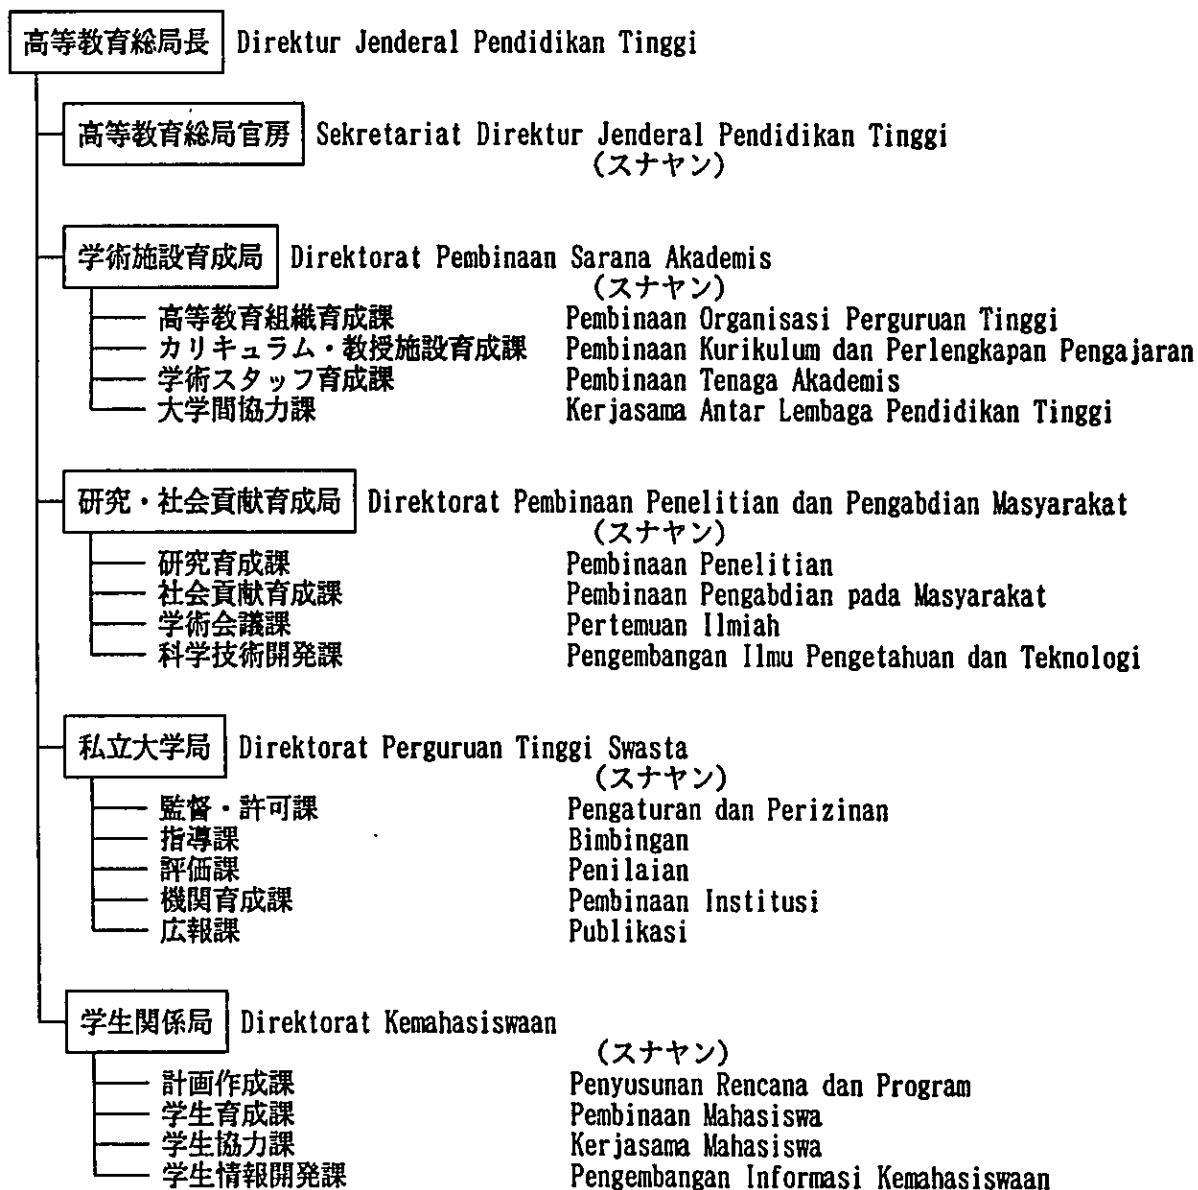 高等教育総局長 Direktur Jenderal Pendidikan Tinggi
高等教育総局官房 Sekretariat Direktur Jenderal Pendidikan Tinggi
(スナヤン)
学術施設育成局 Direktorat Pembinaan Sarana Akademis
(スナヤン)
高等教育組織育成課 Pembinaan Organisasi Perguruan Tinggi
カリキュラム・教授施設育成課 Pembinaan Kurikulum dan Perlengkapan Pengajaran
学術スタッフ育成課 Pembinaan Tenaga Akademis
大学間協力課 Kerjasama Antar Lembaga Pendidikan Tinggi
研究・社会貢献育成局 Direktorat Pembinaan Penelitian dan Pengabdian Masyarakat
(スナヤン)
研究育成課 Pembinaan Penelitian
社会貢献育成課 Pembinaan Pengabdian pada Masyarakat
学術会議課 Pertemuan Ilmiah
科学技術開発課 Pengembangan Ilmu Pengetahuan dan Teknologi
私立大学局 Direktorat Perguruan Tinggi Swasta
(スナヤン)
監督・許可課 Pengaturan dan Perizinan
指導課 Bimbingan
評価課 Penilaian
機関育成課 Pembinaan Institusi
広報課 Publikasi
学生関係局 Direktorat Kemahasiswaan
(スナヤン)
計画作成課 Penyusunan Rencana dan Program
学生育成課 Pembinaan Mahasiswa
学生協力課 Kerjasama Mahasiswa
学生情報開発課 Pengembangan Informasi Kemahasiswaan